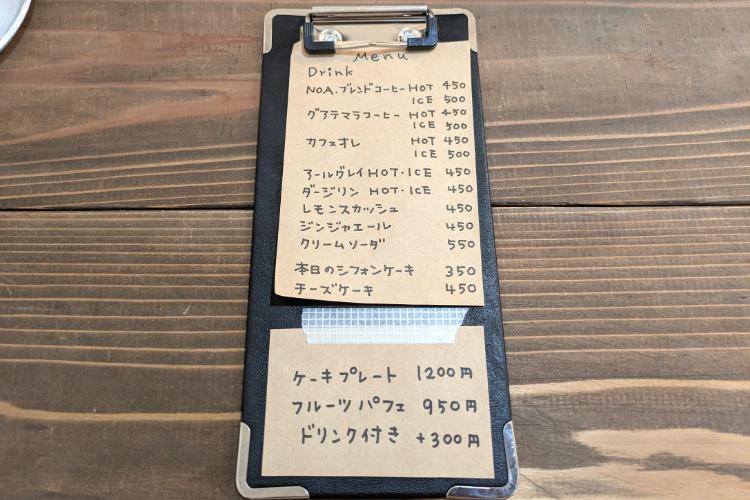 Menu
Drink
NOA.ブレンドコーヒー HOT 450
ICE 500
グアテマラコーヒー HOT 450
ICE 500
カフェオレ HOT 450
ICE 500
アールグレイ HOT・ICE 450
ダージリン HOT・ICE 450
レモンスカッシュ 450
ジンジャエール 450
クリームソーダ 550
本日のシフォンケーキ 350
チーズケーキ 450
ケーキプレート 1200円
フルーツパフェ 950円
ドリンク付き +300円